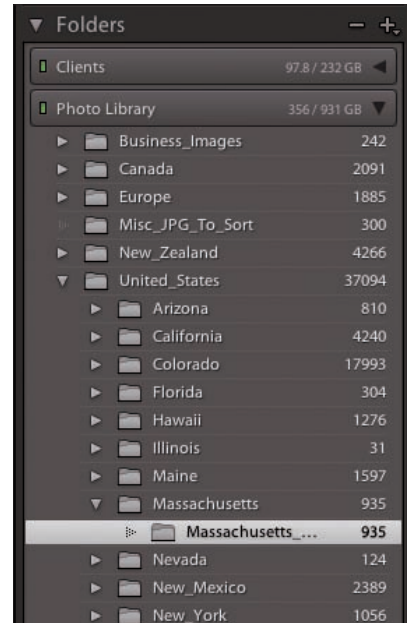 Folders
Clients 97.8 / 232 GB
Photo Library 356 / 931 GB
Business_Images 242
Canada 2091
Europe 1885
Misc_JPG_To_Sort 300
New_Zealand 4266
United_States 37094
Arizona 810
California 4240
Colorado 17993
Florida 304
Hawaii 1276
Illinois 31
Maine 1597
Massachusetts 935
Massachusetts_... 935
Nevada 124
New_Mexico 2389
New_York 1056